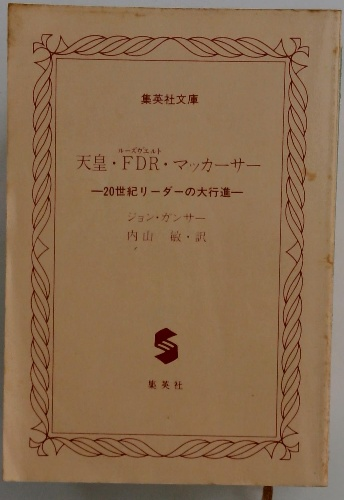 集英社文庫
ルーズヴェルト
天皇・FDR・マッカーサー
—20世紀リーダーの大行進—
ジョン・ガンサー
内山 敏・訳
集英社